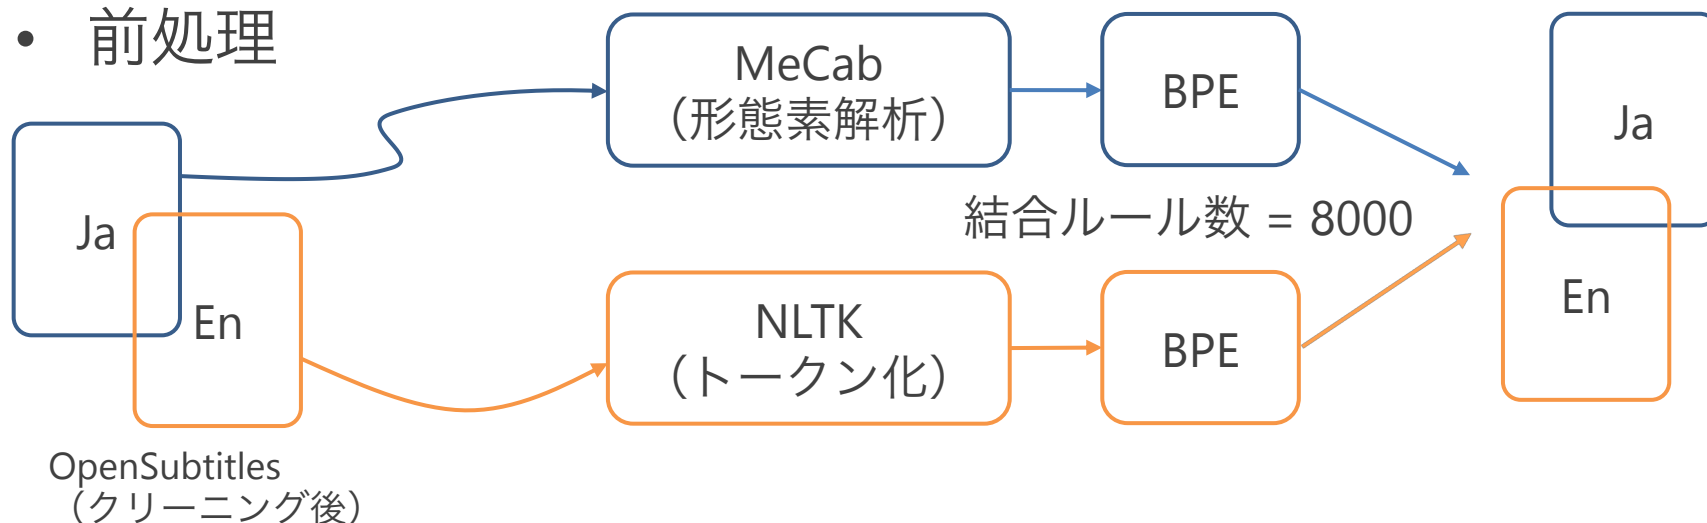 • 前処理
Ja
En
OpenSubtitles
（クリーニング後）
MeCab
（形態素解析）
BPE
結合ルール数 = 8000
NLTK
（トークン化）
BPE
Ja
En